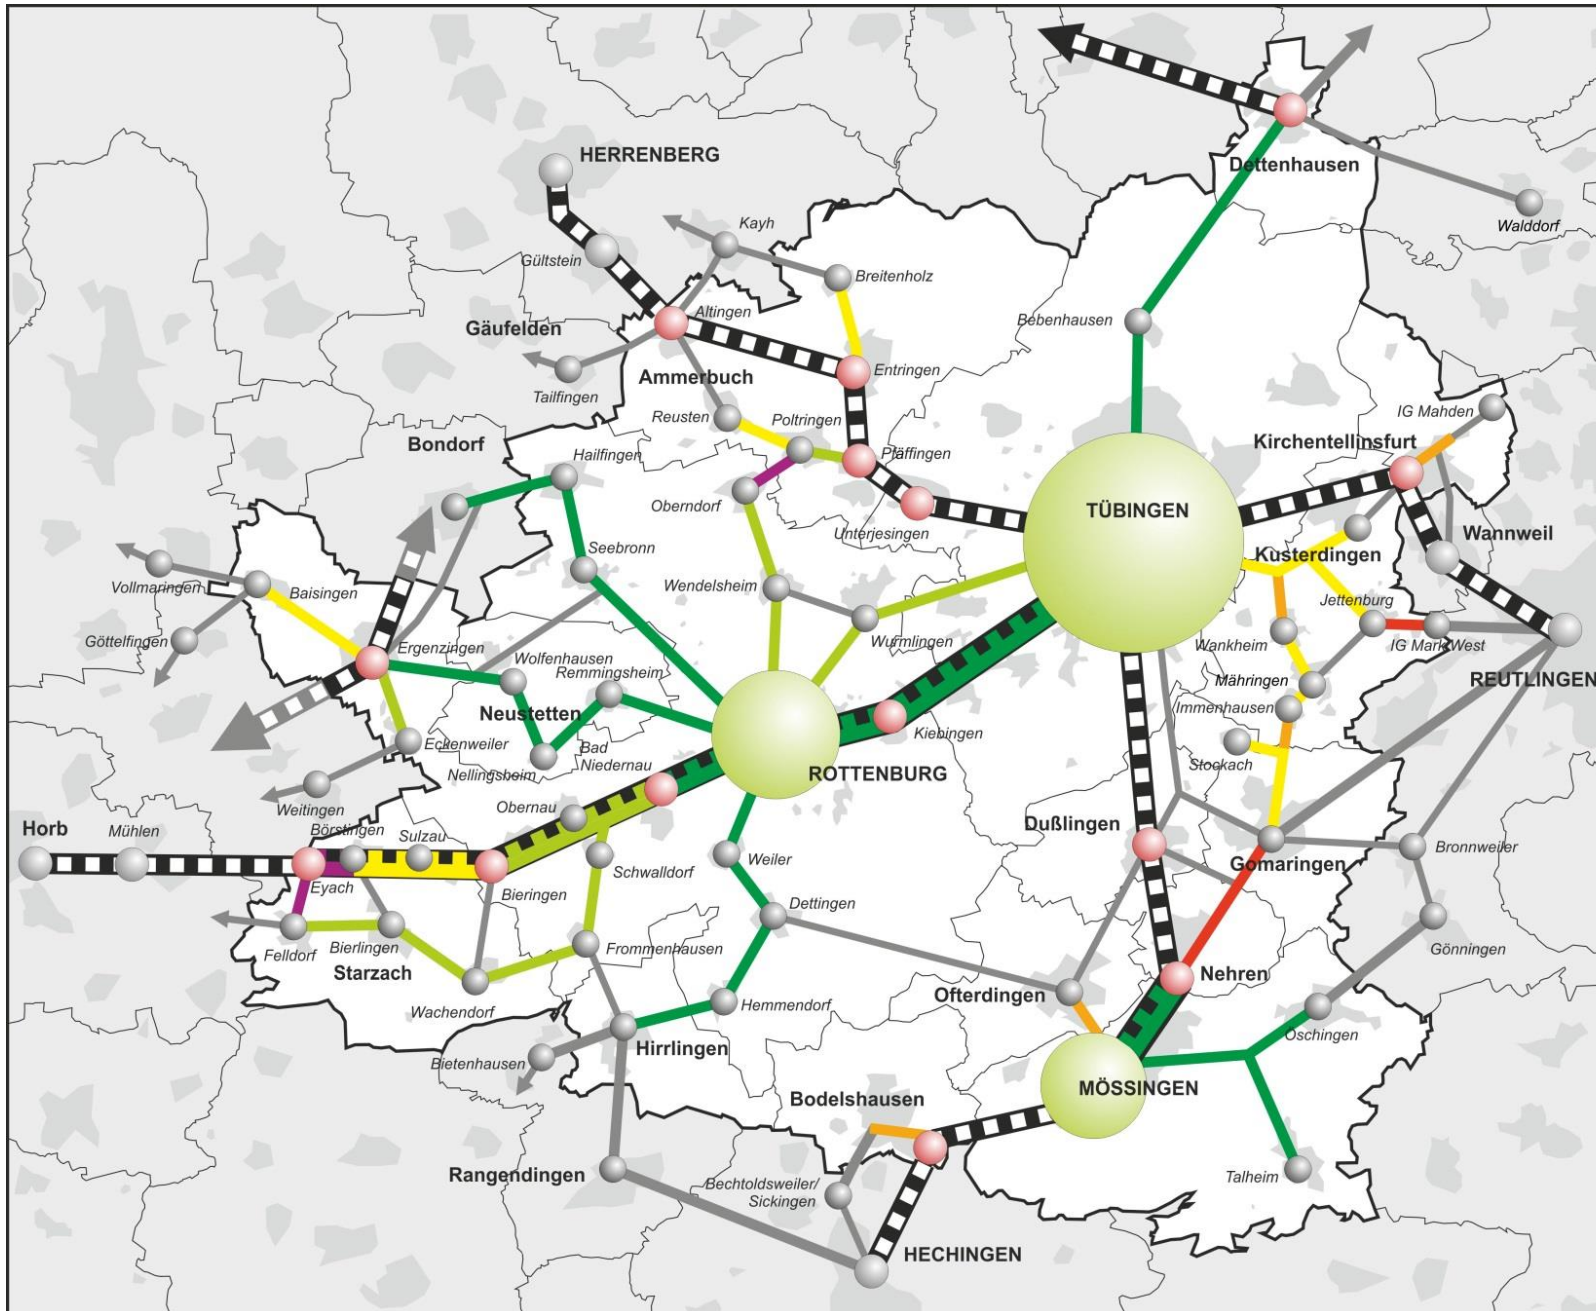 HERRENBERG
Dettenhausen
Walddorf
Kayh
Gültstein
Breitenholz
Altingen
Gäufelden
Bebenhausen
Ammerbuch
Entringen
Tailfingen
Reusten
Poltringen
IG Mahden
Bondorf
Kirchentellinsfurt
Hailfingen
Pfäffingen
Oberndorf
TÜBINGEN
Unterjesingen
Wannweil
Seebronn
Kusterdingen
Vollmaringen
Baisingen
Wendelsheim
Jettenburg
Göttelfingen
Ergenzingen
Wurmlingen
Wankheim
IG Mark West
Wolfenhausen
Remmingsheim
Mähringen
REUTLINGEN
Neustetten
Immenhausen
Eckenweiler
Kiebingen
Nellingsheim
Bad
Niedernau
Stockach
ROTTENBURG
Weitingen
Obernau
Horb
Mühlen
Börstingen
Sulzau
Dußlingen
Bronnweiler
Gomaringen
Weiler
Schwalldorf
Eyach
Bieringen
Dettingen
Felldorf
Bierlingen
Frommenhausen
Gönningen
Starzach
Nehren
Ofterdingen
Wachendorf
Hemmendorf
Öschingen
Hirrlingen
Bietenhausen
MÖSSINGEN
Bodelshausen
Rangendingen
Bechtoldsweiler/
Sickingen
Talheim
HECHINGEN